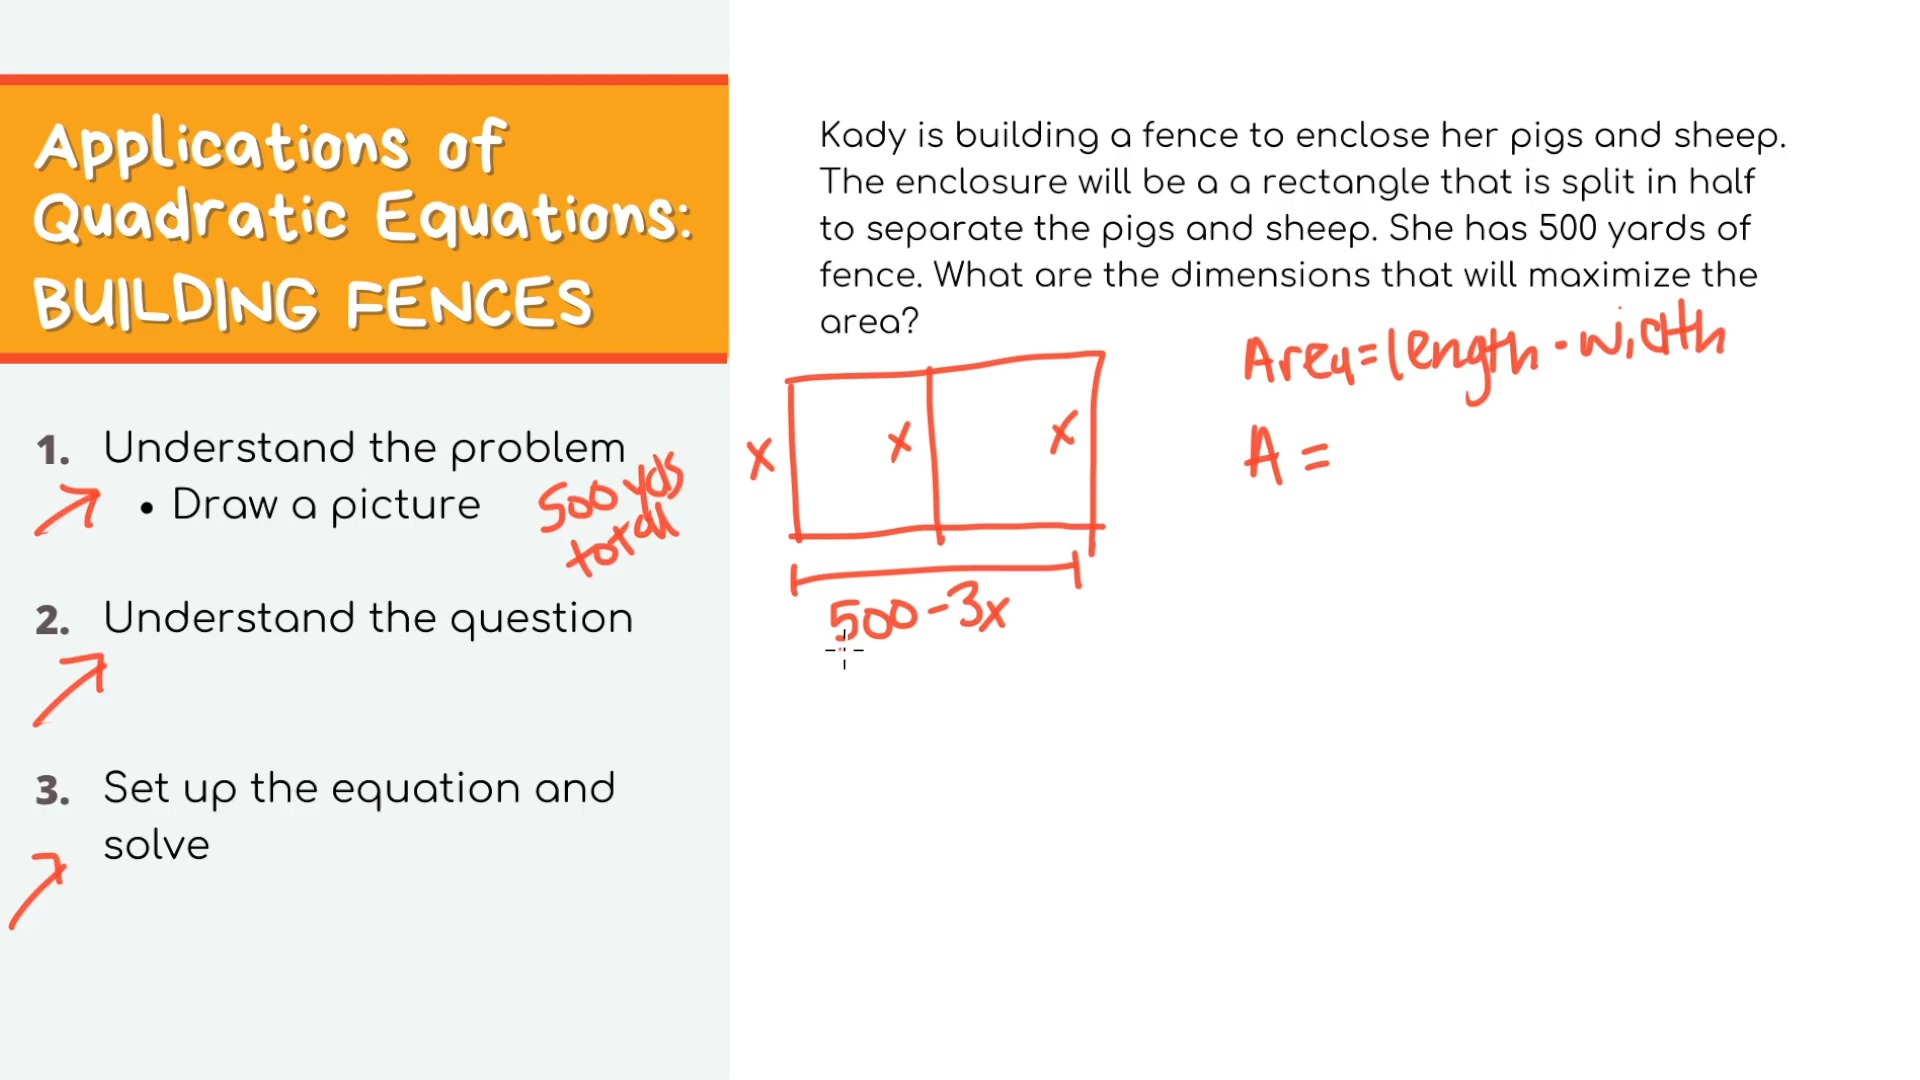 Applications of
Quadratic Equations:
BUILDING FENCES
1. Understand the problem
• Draw a picture
500 yds
total
2. Understand the question
3. Set up the equation and
solve
Kady is building a fence to enclose her pigs and sheep.
The enclosure will be a a rectangle that is split in half
to separate the pigs and sheep. She has 500 yards of
fence. What are the dimensions that will maximize the
area?
Area=length·width
A =
x x x
500-3x